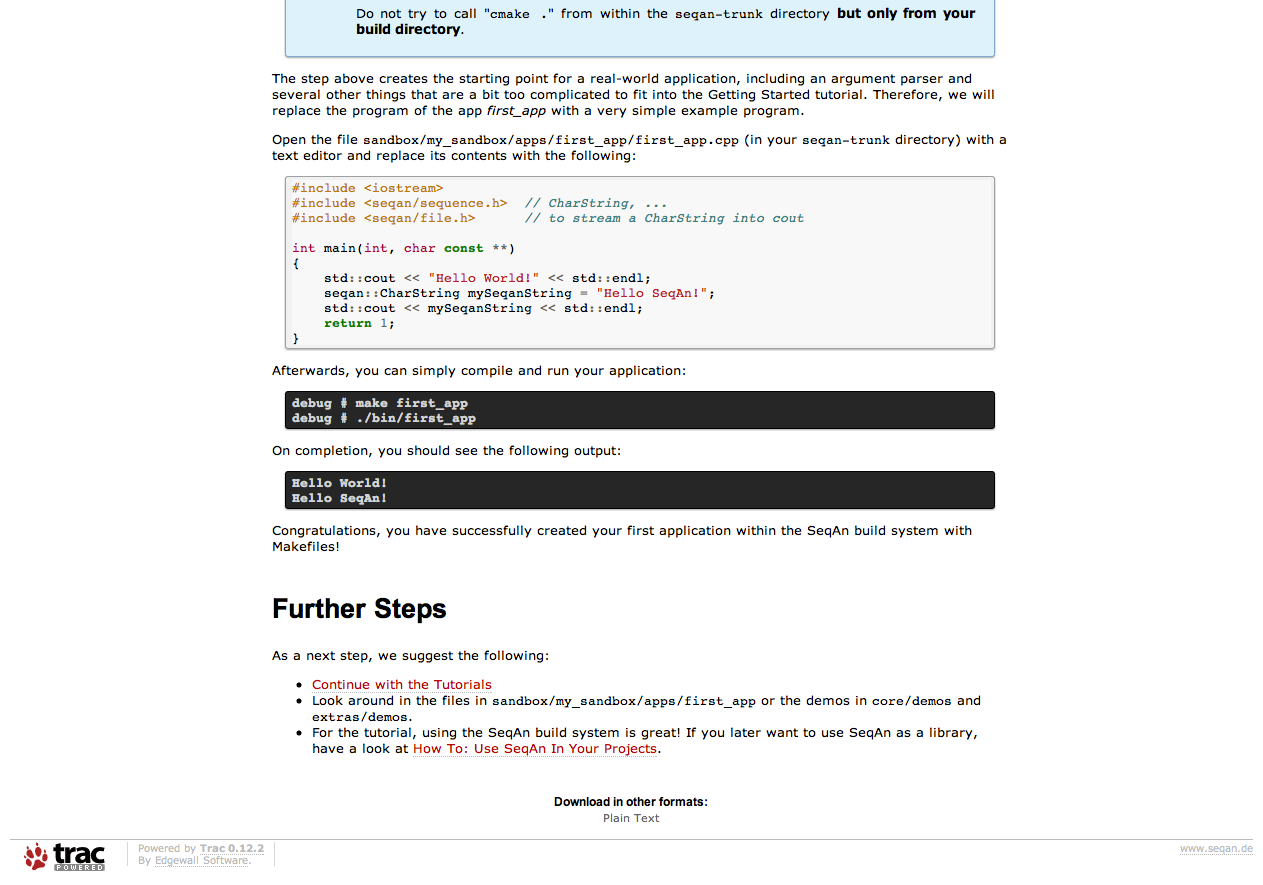 Do not try to call "cmake ." from within the seqan-trunk directory but only from your
build directory.
The step above creates the starting point for a real-world application, including an argument parser and
several other things that are a bit too complicated to fit into the Getting Started tutorial. Therefore, we will
replace the program of the app first_app with a very simple example program.
Open the file sandbox/my_sandbox/apps/first_app/first_app.cpp (in your seqan-trunk directory) with a
text editor and replace its contents with the following:
#include <iostream>
#include <seqan/sequence.h>  // CharString, ...
#include <seqan/file.h>      // to stream a CharString into cout
int main(int, char const **)
{
    std::cout << "Hello World!" << std::endl;
    seqan::CharString mySeqanString = "Hello SeqAn!";
    std::cout << mySeqanString << std::endl;
    return 1;
}
Afterwards, you can simply compile and run your application:
debug # make first_app
debug # ./bin/first_app
On completion, you should see the following output:
Hello World!
Hello SeqAn!
Congratulations, you have successfully created your first application within the SeqAn build system with
Makefiles!
Further Steps
As a next step, we suggest the following:
• Continue with the Tutorials
• Look around in the files in sandbox/my_sandbox/apps/first_app or the demos in core/demos and
extras/demos.
• For the tutorial, using the SeqAn build system is great! If you later want to use SeqAn as a library,
have a look at How To: Use SeqAn In Your Projects.
Download in other formats:
Plain Text
trac
POWERED
Powered by Trac 0.12.2
By Edgewall Software.
www.seqan.de